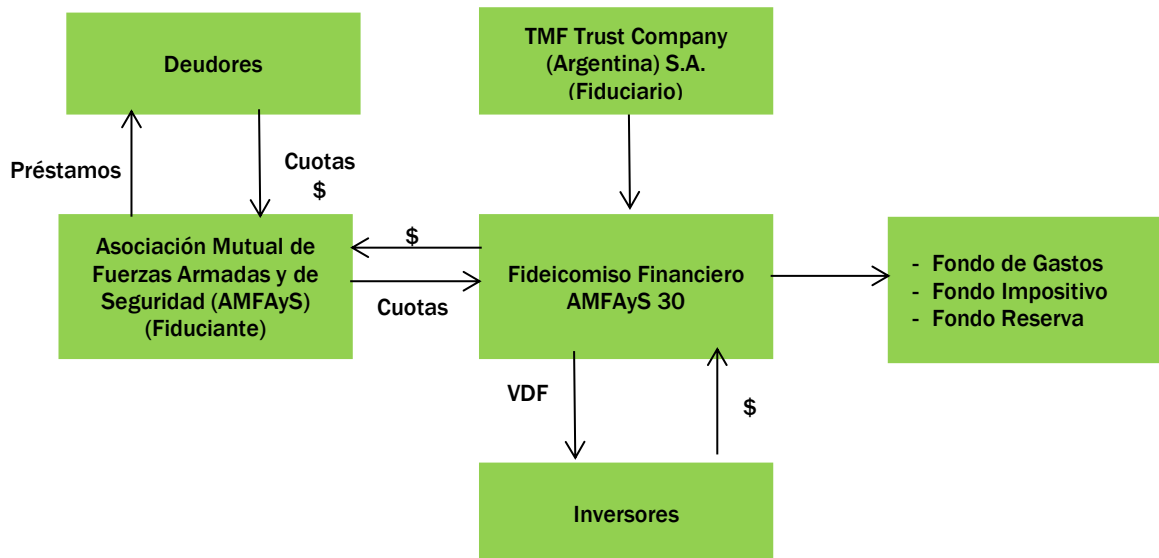 Deudores
TMF Trust Company
(Argentina) S.A.
(Fiduciario)
Préstamos
Cuotas
$
Asociación Mutual de
Fuerzas Armadas y de
Seguridad (AMFAyS)
(Fiduciante)
$
Cuotas
Fideicomiso Financiero
AMFAyS 30
- Fondo de Gastos
- Fondo Impositivo
- Fondo Reserva
VDF
$
Inversores